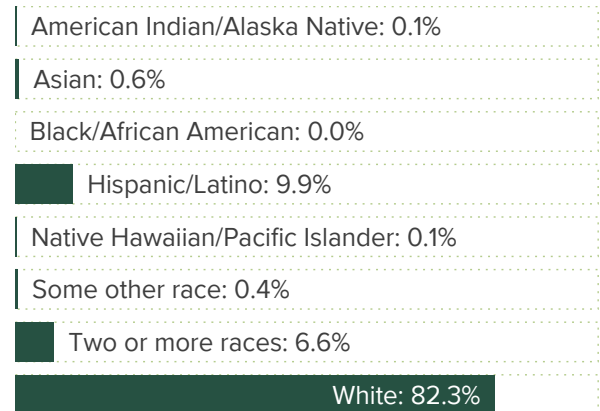 American Indian/Alaska Native: 0.1%
Asian: 0.6%
Black/African American: 0.0%
Hispanic/Latino: 9.9%
Native Hawaiian/Pacific Islander: 0.1%
Some other race: 0.4%
Two or more races: 6.6%
White: 82.3%